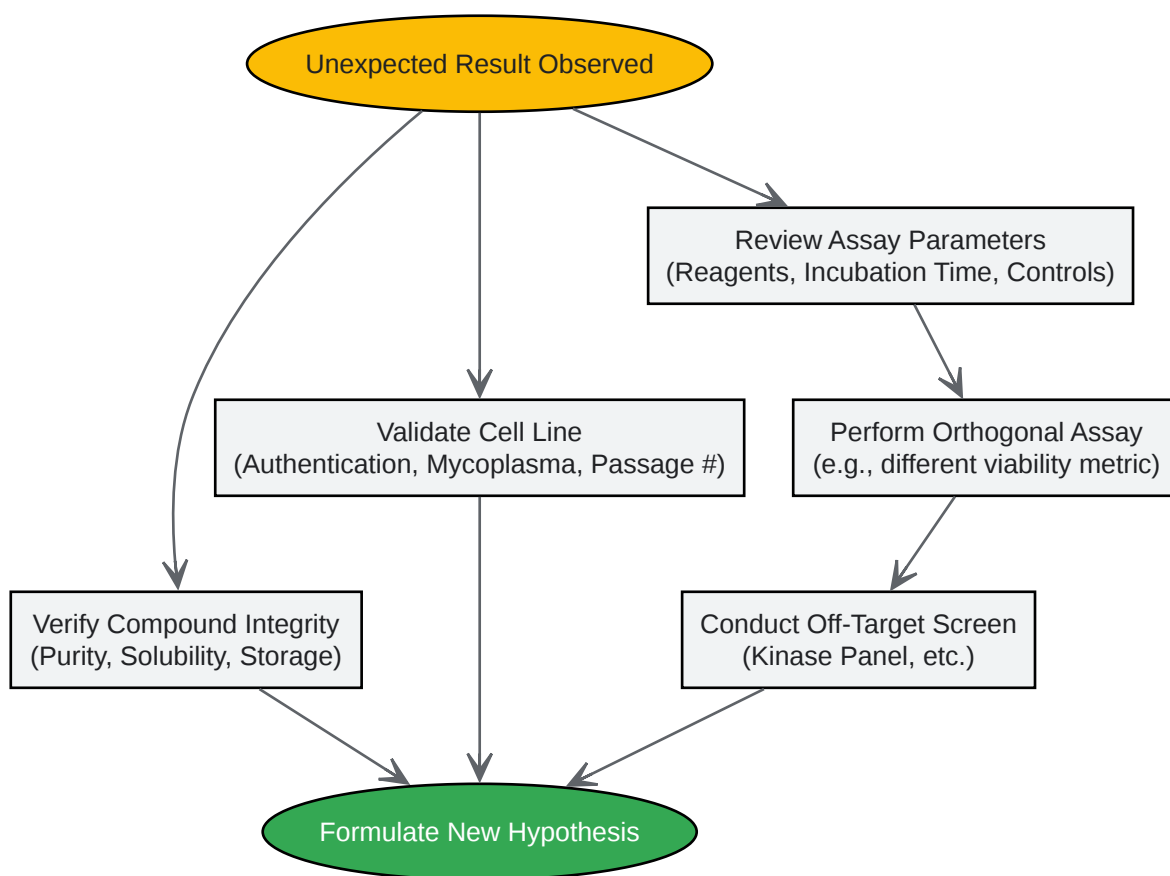 Unexpected Result Observed
Review Assay Parameters
(Reagents, Incubation Time, Controls)
Validate Cell Line
(Authentication, Mycoplasma, Passage #)
Perform Orthogonal Assay
(e.g., different viability metric)
Verify Compound Integrity
(Purity, Solubility, Storage)
Conduct Off-Target Screen
(Kinase Panel, etc.)
Formulate New Hypothesis